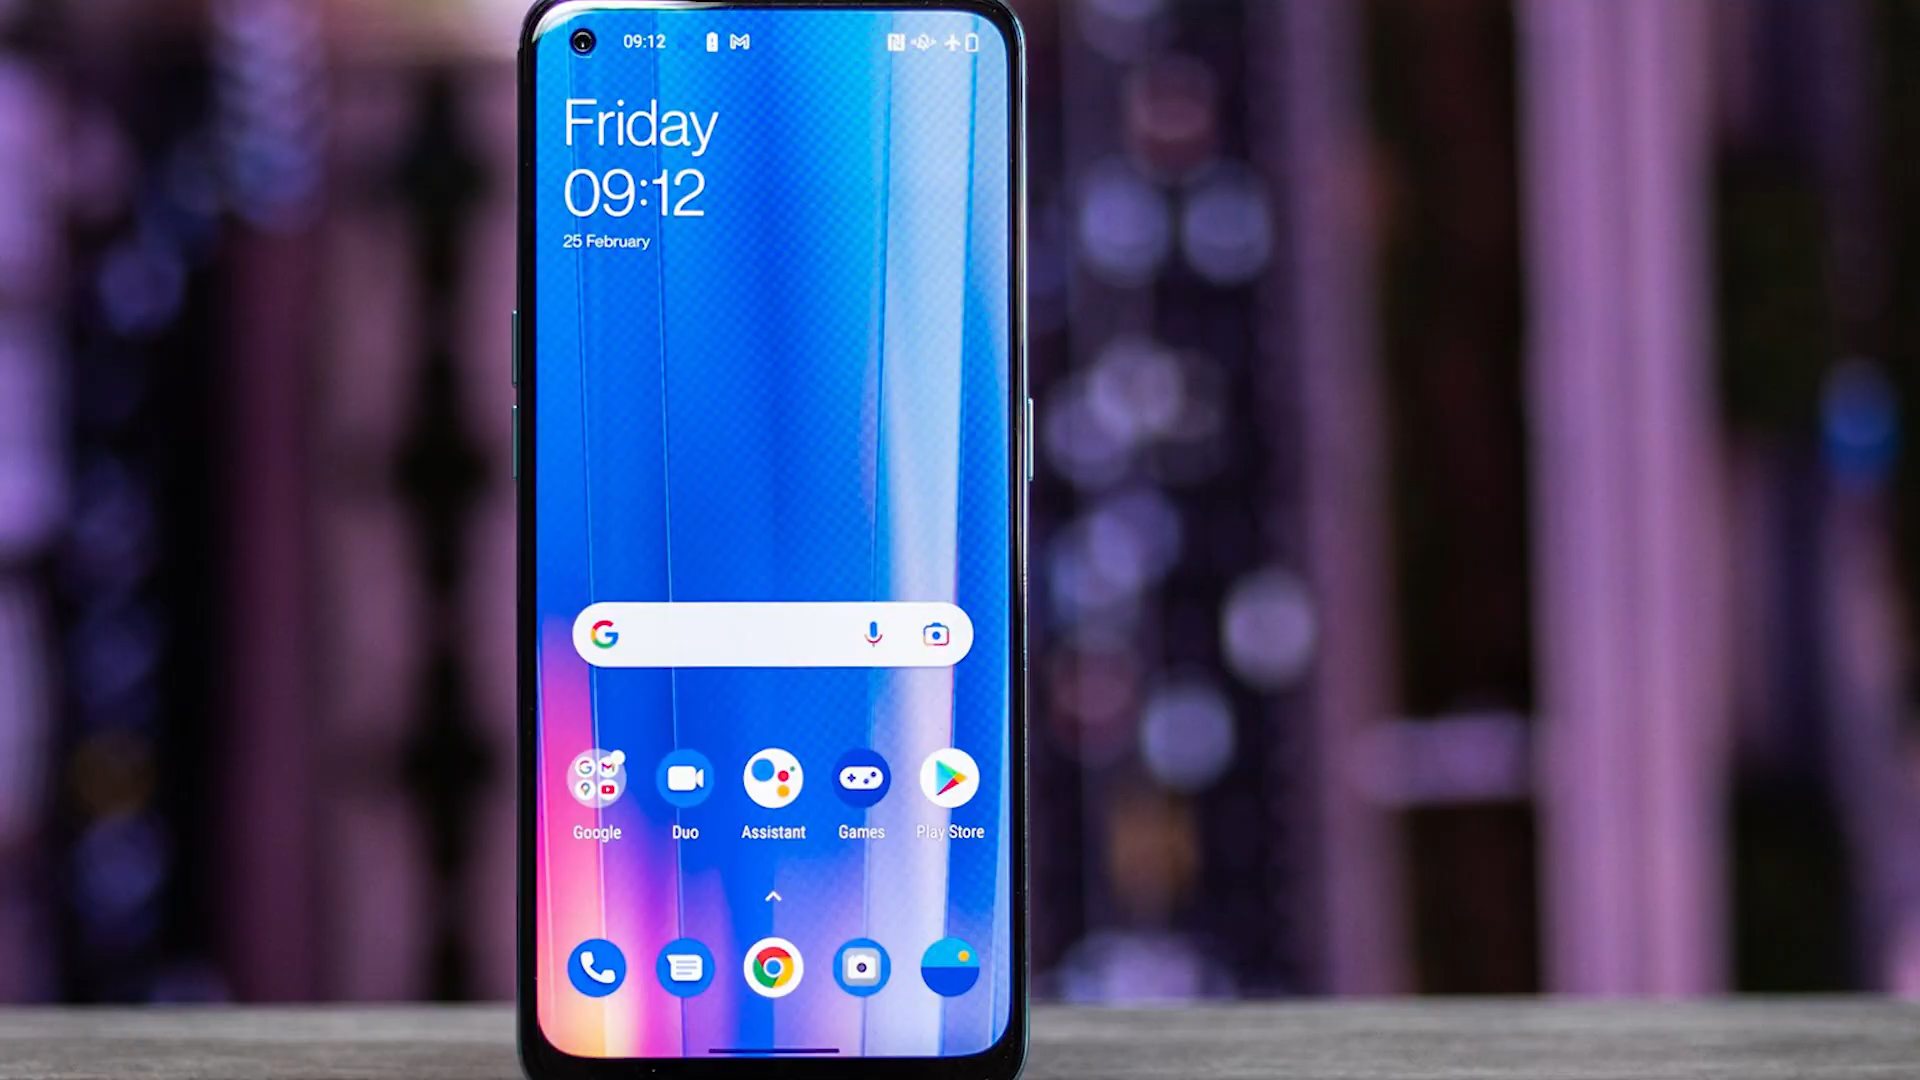 09:12
Friday
09:12
25 February
Google
Duo
Assistant
Games
Play Store